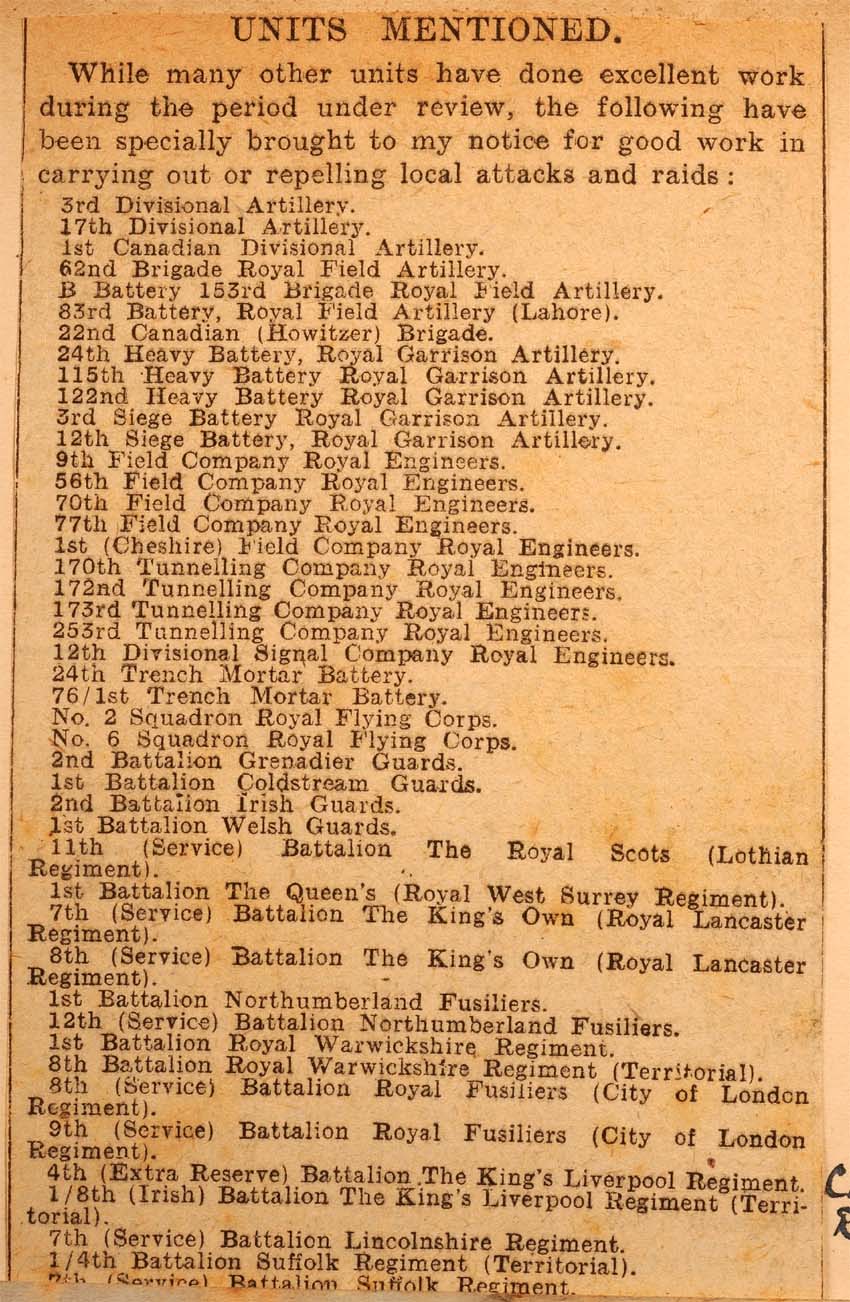 UNITS MENTIONED.
While many other units have done excellent work
during the period under review, the following have
been specially brought to my notice for good work in
carrying out or repelling local attacks and raids :
3rd Divisional Artillery.
17th Divisional Artillery.
1st Canadian Divisional Artillery.
62nd Brigade Royal Field Artillery.
B Battery 153rd Brigade Royal Field Artillery.
83rd Battery, Royal Field Artillery (Lahore).
22nd Canadian (Howitzer) Brigade.
24th Heavy Battery, Royal Garrison Artillery.
115th Heavy Battery Royal Garrison Artillery.
122nd Heavy Battery Royal Garrison Artillery.
3rd Siege Battery Royal Garrison Artillery.
12th Siege Battery, Royal Garrison Artillery.
9th Field Company Royal Engineers.
56th Field Company Royal Engineers.
70th Field Company Royal Engineers.
77th Field Company Royal Engineers.
1st (Cheshire) Field Company Royal Engineers.
170th Tunnelling Company Royal Engineers.
172nd Tunnelling Company Royal Engineers.
173rd Tunnelling Company Royal Engineers.
253rd Tunnelling Company Royal Engineers.
12th Divisional Signal Company Royal Engineers.
24th Trench Mortar Battery.
76/1st Trench Mortar Battery.
No. 2 Squadron Royal Flying Corps.
No. 6 Squadron Royal Flying Corps.
2nd Battalion Grenadier Guards.
1st Battalion Coldstream Guards.
2nd Battalion Irish Guards.
1st Battalion Welsh Guards.
11th (Service) Battalion The Royal Scots (Lothian
Regiment).
1st Battalion The Queen's (Royal West Surrey Regiment).
7th (Service) Battalion The King's Own (Royal Lancaster
Regiment).
8th (Service) Battalion The King's Own (Royal Lancaster
Regiment).
1st Battalion Northumberland Fusiliers.
12th (Service) Battalion Northumberland Fusiliers.
1st Battalion Royal Warwickshire Regiment.
8th Battalion Royal Warwickshire Regiment (Territorial).
8th (Service) Battalion Royal Fusiliers (City of London
Regiment).
9th (Service) Battalion Royal Fusiliers (City of London
Regiment).
4th (Extra Reserve) Battalion The King's Liverpool Regiment.
1/8th (Irish) Battalion The King's Liverpool Regiment (Terri-
torial).
7th (Service) Battalion Lincolnshire Regiment.
1/4th Battalion Suffolk Regiment (Territorial).
(Service) Battalion Suffolk Regiment.